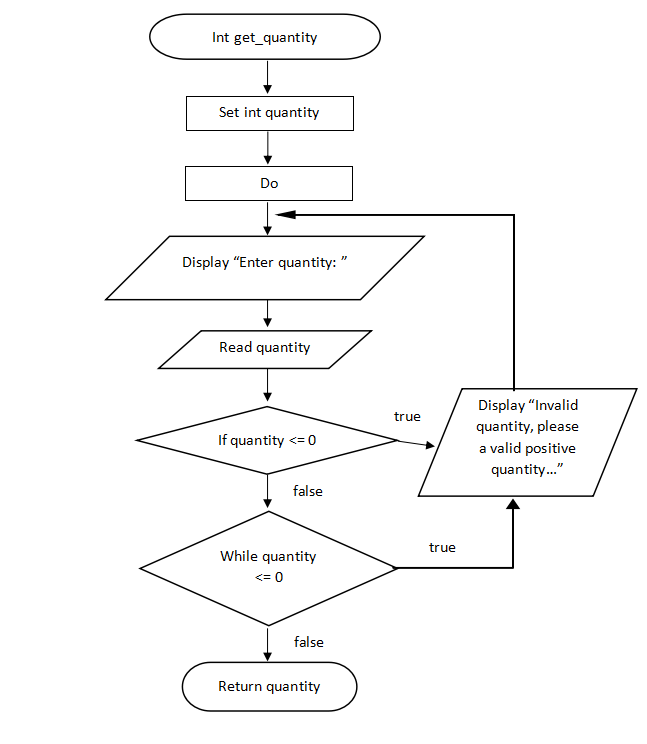 Int get_quantity
Set int quantity
Do
Display “Enter quantity: ”
Read quantity
If quantity <= 0
true
Display “Invalid
quantity, please
a valid positive
quantity…”
false
While quantity
<= 0
true
false
Return quantity